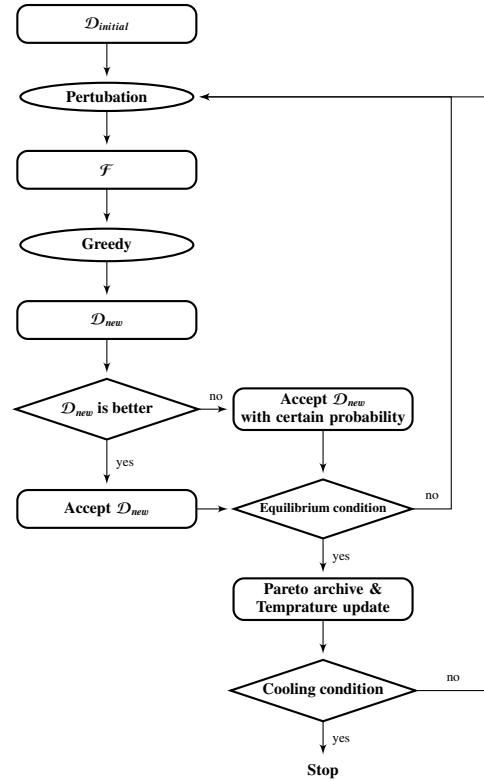 𝒟initial
Pertubation
ℱ
Greedy
𝒟new
𝒟new is better
no
Accept 𝒟new
with certain probability
yes
Accept 𝒟new
Equilibrium condition
no
yes
Pareto archive &
Temprature update
Cooling condition
no
yes
Stop